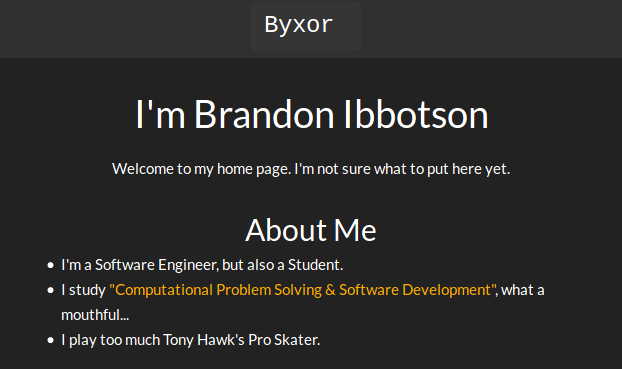 Byxor
I'm Brandon Ibbotson
Welcome to my home page. I'm not sure what to put here yet.
About Me
• I'm a Software Engineer, but also a Student.
• I study "Computational Problem Solving & Software Development", what a
mouthful...
• I play too much Tony Hawk's Pro Skater.